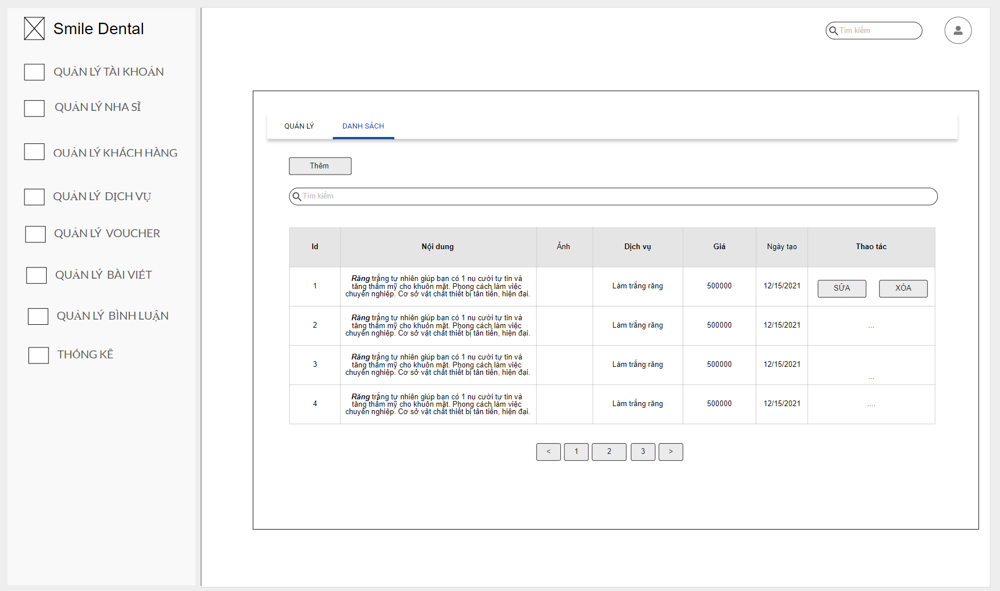 Smile Dental
Tìm kiếm
QUẢN LÝ TÀI KHOẢN
QUẢN LÝ NHA SĨ
QUẢN LÝ KHÁCH HÀNG
QUẢN LÝ DỊCH VỤ
QUẢN LÝ VOUCHER
QUẢN LÝ BÀI VIẾT
QUẢN LÝ BÌNH LUẬN
THỐNG KÊ
QUẢN LÝ DANH SÁCH
Thêm
Tìm kiếm
Id Nội dung Ảnh Dịch vụ Giá Ngày tạo Thao tác
Răng trắng tự nhiên giúp bạn có 1 nụ cười tự tin và
1 tăng thẩm mỹ cho khuôn mặt. Phong cách làm việc Làm trắng răng 500000 12/15/2021 SỬA XÓA
chuyên nghiệp. Cơ sở vật chất thiết bị tân tiến, hiện đại.
Răng trắng tự nhiên giúp bạn có 1 nụ cười tự tin và
2 tăng thẩm mỹ cho khuôn mặt. Phong cách làm việc Làm trắng răng 500000 12/15/2021 ...
chuyên nghiệp. Cơ sở vật chất thiết bị tân tiến, hiện đại.
Răng trắng tự nhiên giúp bạn có 1 nụ cười tự tin và
3 tăng thẩm mỹ cho khuôn mặt. Phong cách làm việc Làm trắng răng 500000 12/15/2021
chuyên nghiệp. Cơ sở vật chất thiết bị tân tiến, hiện đại. ...
Răng trắng tự nhiên giúp bạn có 1 nụ cười tự tin và
4 tăng thẩm mỹ cho khuôn mặt. Phong cách làm việc Làm trắng răng 500000 12/15/2021 ....
chuyên nghiệp. Cơ sở vật chất thiết bị tân tiến, hiện đại.
< 1 2 3 >